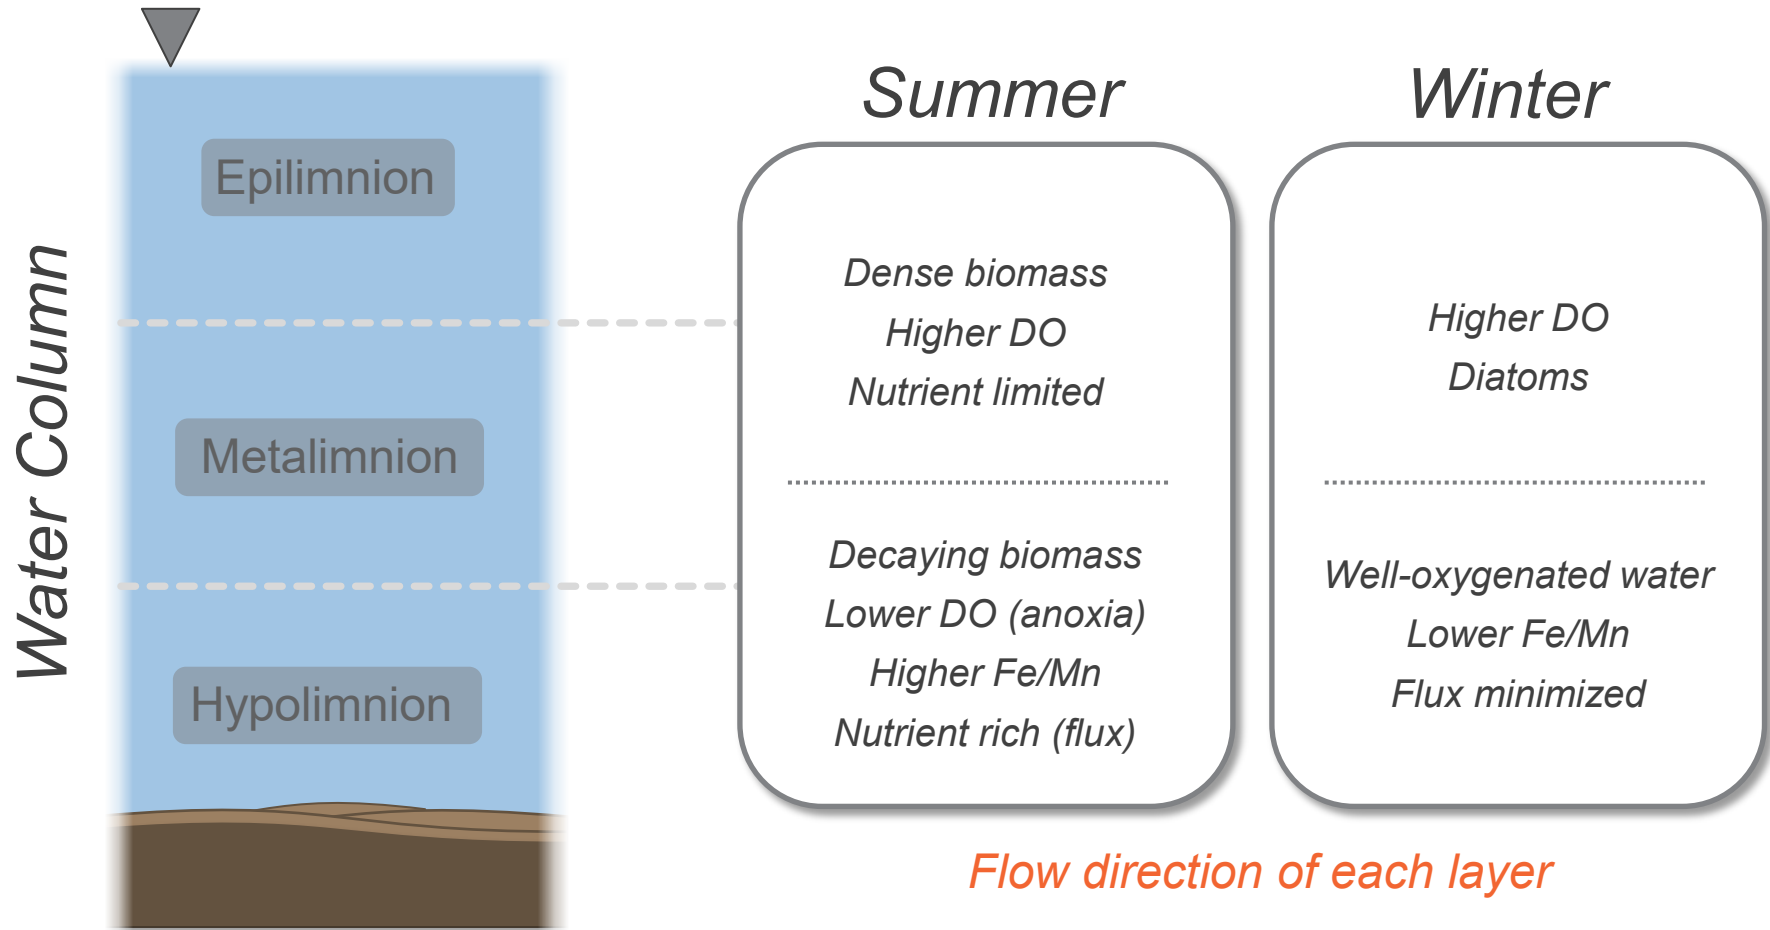 Water Column
Epilimnion
Metalimnion
Hypolimnion
Summer
Dense biomass
Higher DO
Nutrient limited
Decaying biomass
Lower DO (anoxia)
Higher Fe/Mn
Nutrient rich (flux)
Winter
Higher DO
Diatoms
Well-oxygenated water
Lower Fe/Mn
Flux minimized
Flow direction of each layer